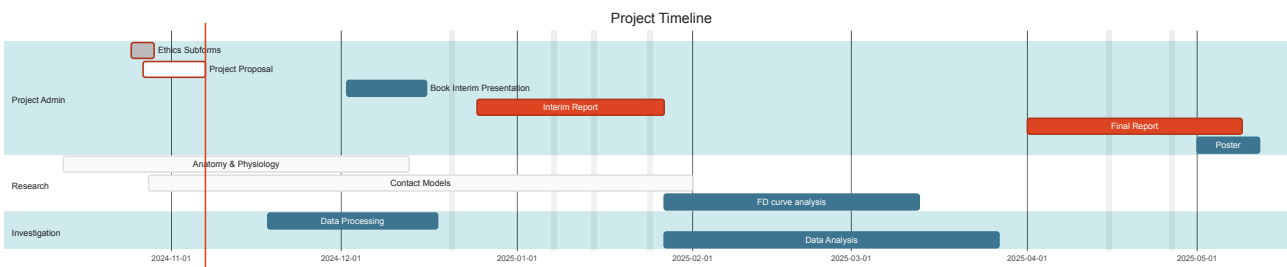 Project Timeline
Ethics Subforms
Project Proposal
Project Admin
Book Interim Presentation
Interim Report
Final Report
Poster
Anatomy & Physiology
Research
Contact Models
FD curve analysis
Data Processing
Investigation
Data Analysis
2024-11-01 2024-12-01 2025-01-01 2025-02-01 2025-03-01 2025-04-01 2025-05-01